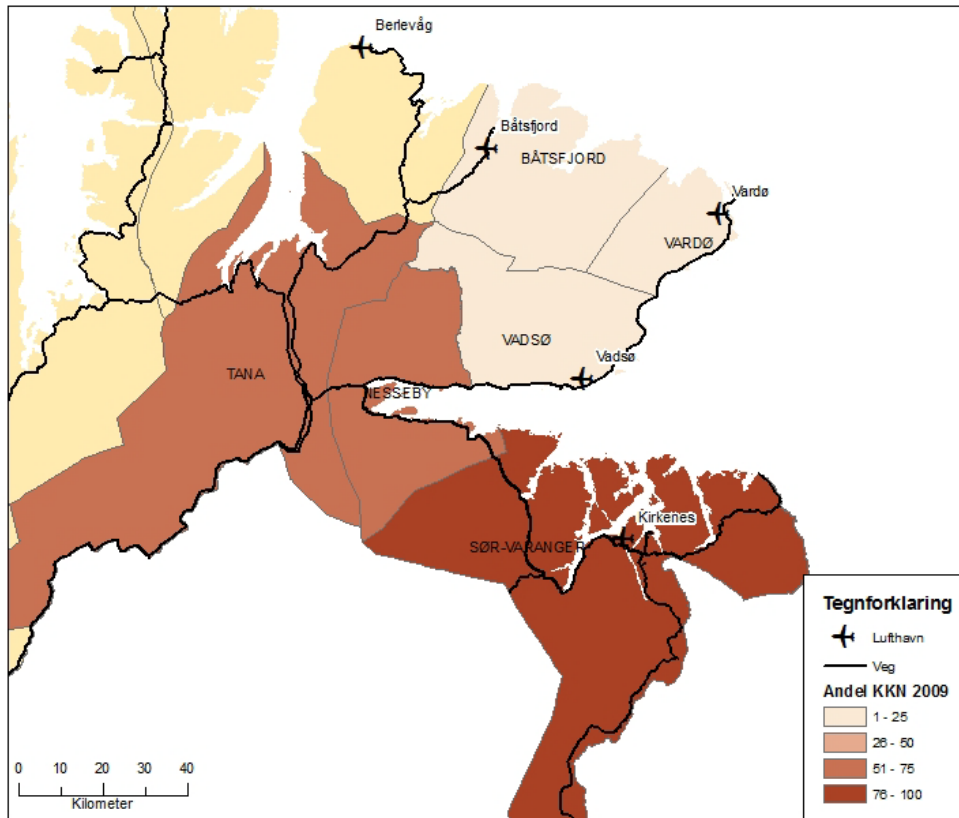 Berlevåg
Båtsfjord
BÅTSFJORD
Vardø
VARDØ
VADSØ
Vadsø
TANA
NESSEBY
Kirkenes
SØR-VARANGER
Tegnforklaring
Lufthavn
Veg
Andel KKN 2009
1 - 25
26 - 50
51 - 75
76 - 100
0 10 20 30 40
Kilometer